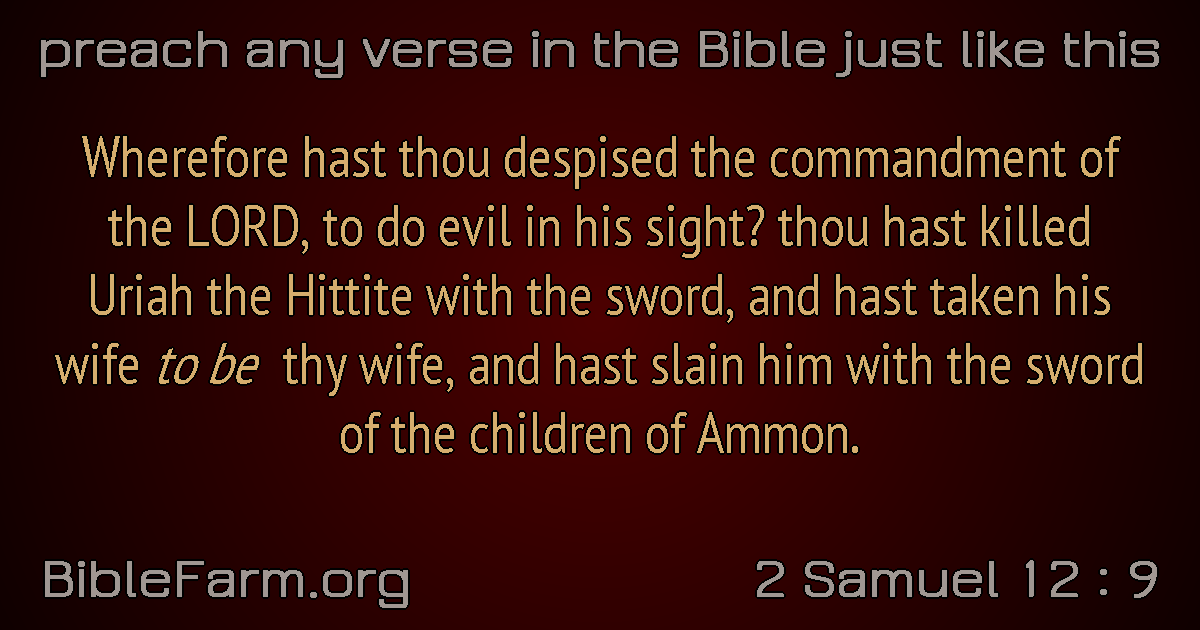 preach any verse in the Bible just like this
Wherefore hast thou despised the commandment of
the LORD, to do evil in his sight? thou hast killed
Uriah the Hittite with the sword, and hast taken his
wife to be thy wife, and hast slain him with the sword
of the children of Ammon.
BibleFarm.org
2 Samuel 12 : 9